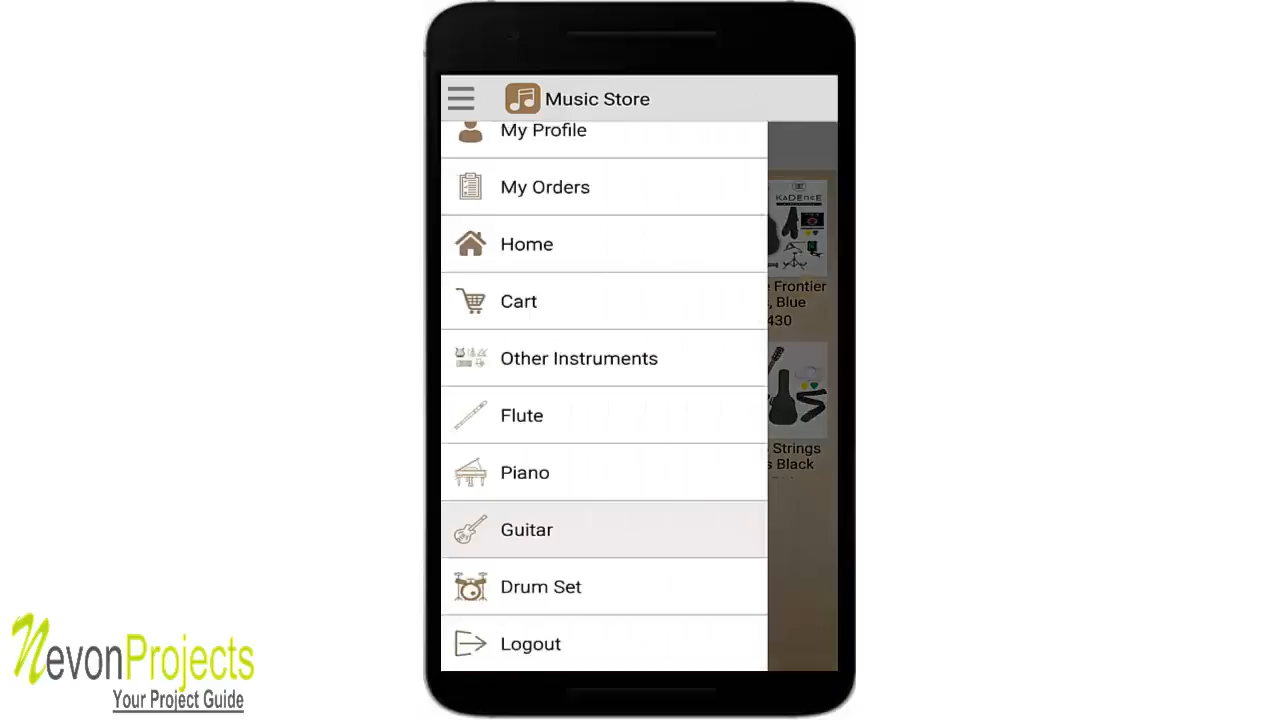 Music Store
My Profile
My Orders
Home
Cart
Other Instruments
Flute
Piano
Guitar
Drum Set
Logout
KADENCE
Frontier
, Blue
430
Strings
s Black
NevonProjects
Your Project Guide